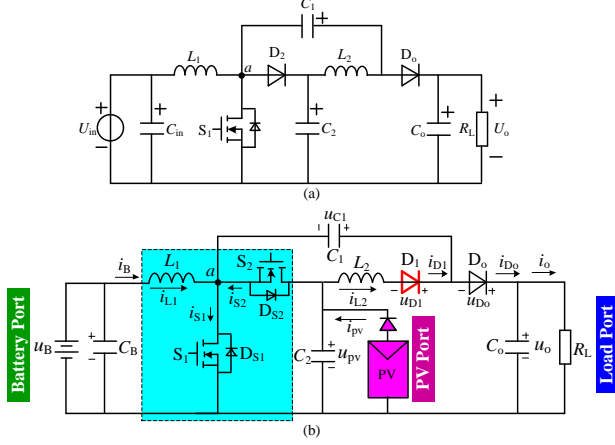 C1
L1
a
D2
L2
Do
Uin
Cin
S1
C2
Co
RL
Uo
(a)
uC1
C1
iB
L1
a
S2
L2
D1
iD1
Do
iDo
io
iL1
iS2
DS2
iL2
uD1
uDo
iS1
ipv
Battery Port
uB
CB
S1
DS1
C2
upv
PV
PV Port
Co
uo
RL
Load Port
(b)